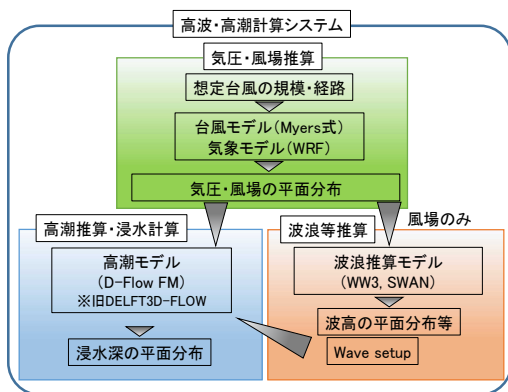 高波・高潮計算システム
気圧・風場推算
想定台風の規模・経路
台風モデル(Myers式)
気象モデル(WRF)
気圧・風場の平面分布
高潮推算・浸水計算
高潮モデル
(D-Flow FM)
※旧DELFT3D-FLOW
浸水深の平面分布
風場のみ
波浪等推算
波浪推算モデル
(WW3, SWAN)
波高の平面分布等
Wave setup